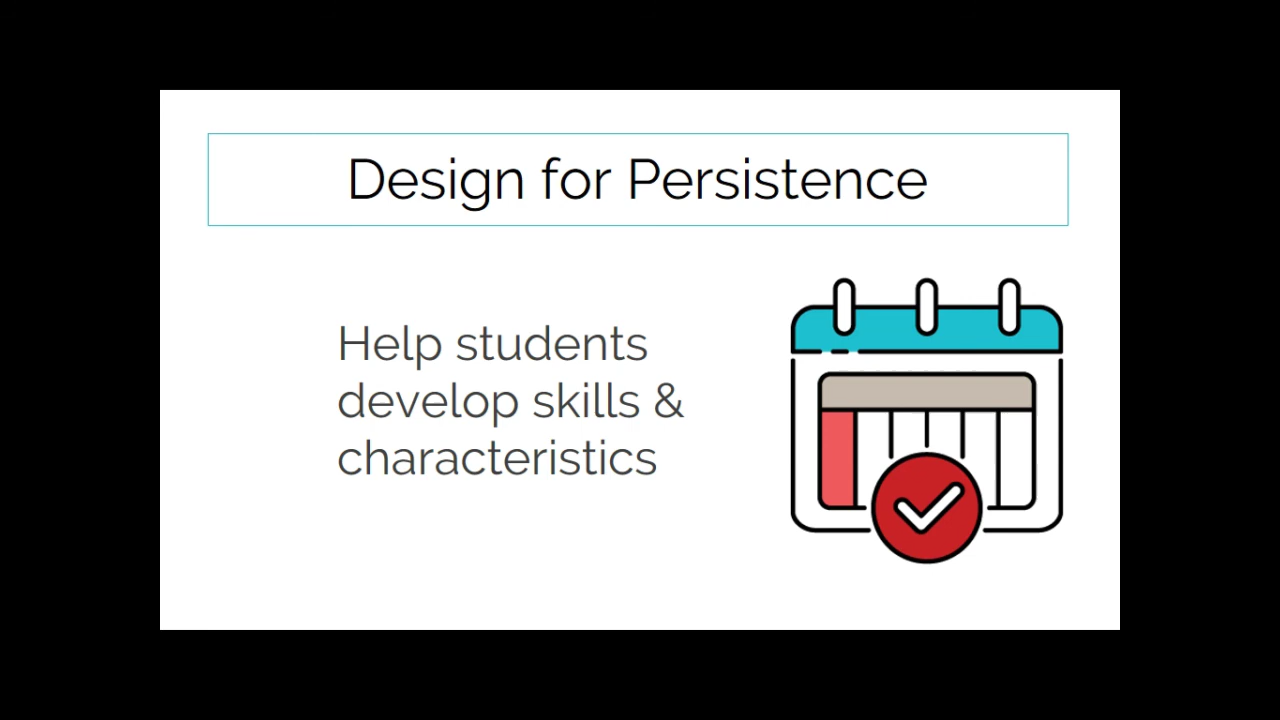 Design for Persistence
Help students
develop skills &
characteristics